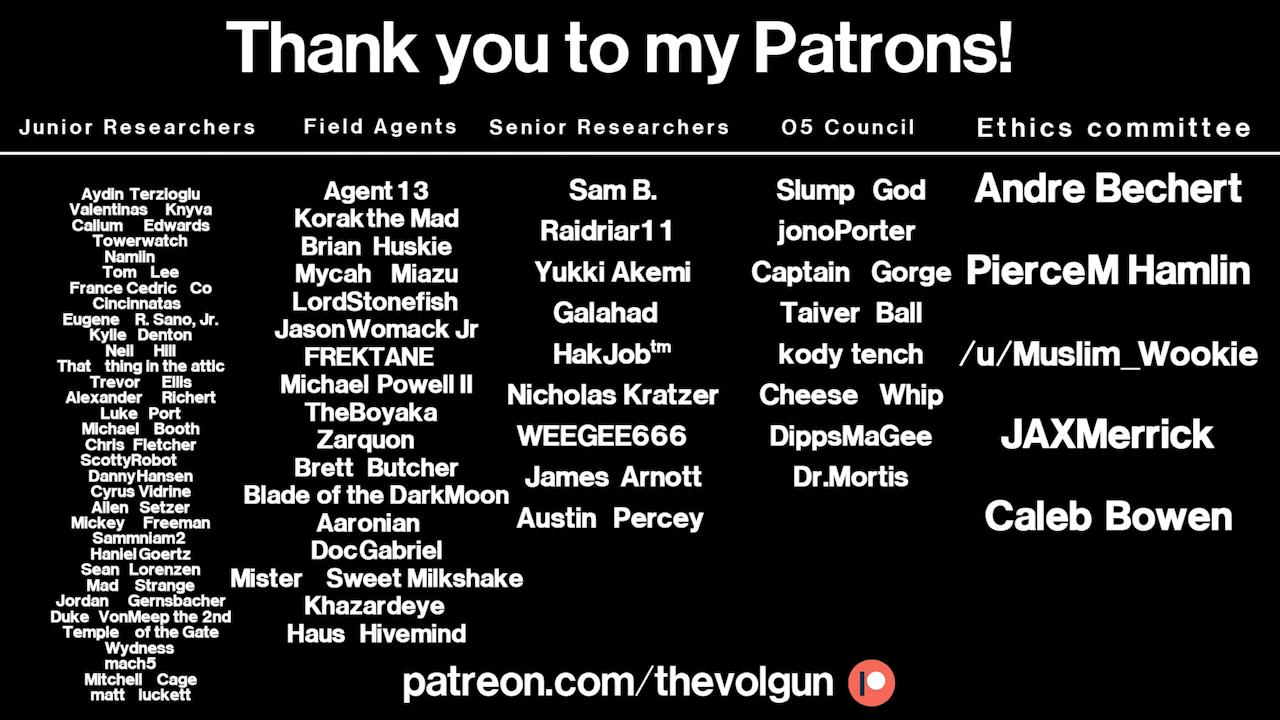 Thank you to my Patrons!
Junior Researchers
Aydin Terzioglu
Valentinas Knyva
Callum Edwards
Towerwatch
Namlin
Tom Lee
France Cedric Co
Cincinnatas
Eugene R. Sano, Jr.
Kylie Denton
Neil Hill
That thing in the attic
Trevor Ellis
Alexander Richert
Luke Port
Michael Booth
Chris Fletcher
ScottyRobot
DannyHansen
Cyrus Vidrine
Allen Setzer
Mickey Freeman
Sammniam2
Haniel Goertz
Sean Lorenzen
Mad Strange
Jordan Gernsbacher
Duke VonMeep the 2nd
Temple of the Gate
Wydness
mach5
Mitchell Cage
matt luckett
Field Agents
Agent 13
Korak the Mad
Brian Huskie
Mycah Miazu
LordStonefish
JasonWomack Jr
FREKTANE
Michael Powell II
TheBoyaka
Zarquon
Brett Butcher
Blade of the DarkMoon
Aaronian
DocGabriel
Mister Sweet Milkshake
Khazardeye
Haus Hivemind
Senior Researchers
Sam B.
Raidriar11
Yukki Akemi
Galahad
HakJob™
Nicholas Kratzer
WEEGEE666
James Arnott
Austin Percey
O5 Council
Slump God
jonoPorter
Captain Gorge
Taiver Ball
kody tench
Cheese Whip
DippsMaGee
Dr.Mortis
Ethics committee
Andre Bechert
PierceM Hamlin
/u/Muslim_Wookie
JAXMerrick
Caleb Bowen
patreon.com/thevolgun